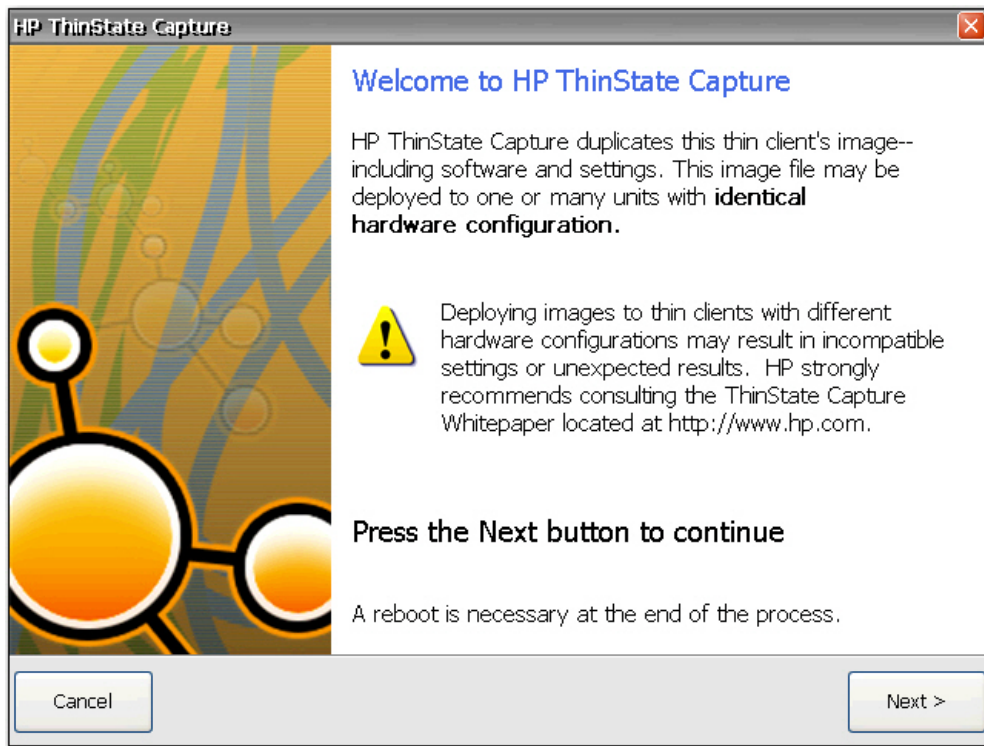 HP ThinState Capture
Welcome to HP ThinState Capture
HP ThinState Capture duplicates this thin client's image--
including software and settings. This image file may be
deployed to one or many units with identical
hardware configuration.
Deploying images to thin clients with different
hardware configurations may result in incompatible
settings or unexpected results. HP strongly
recommends consulting the ThinState Capture
Whitepaper located at http://www.hp.com.
Press the Next button to continue
A reboot is necessary at the end of the process.
Cancel
Next >